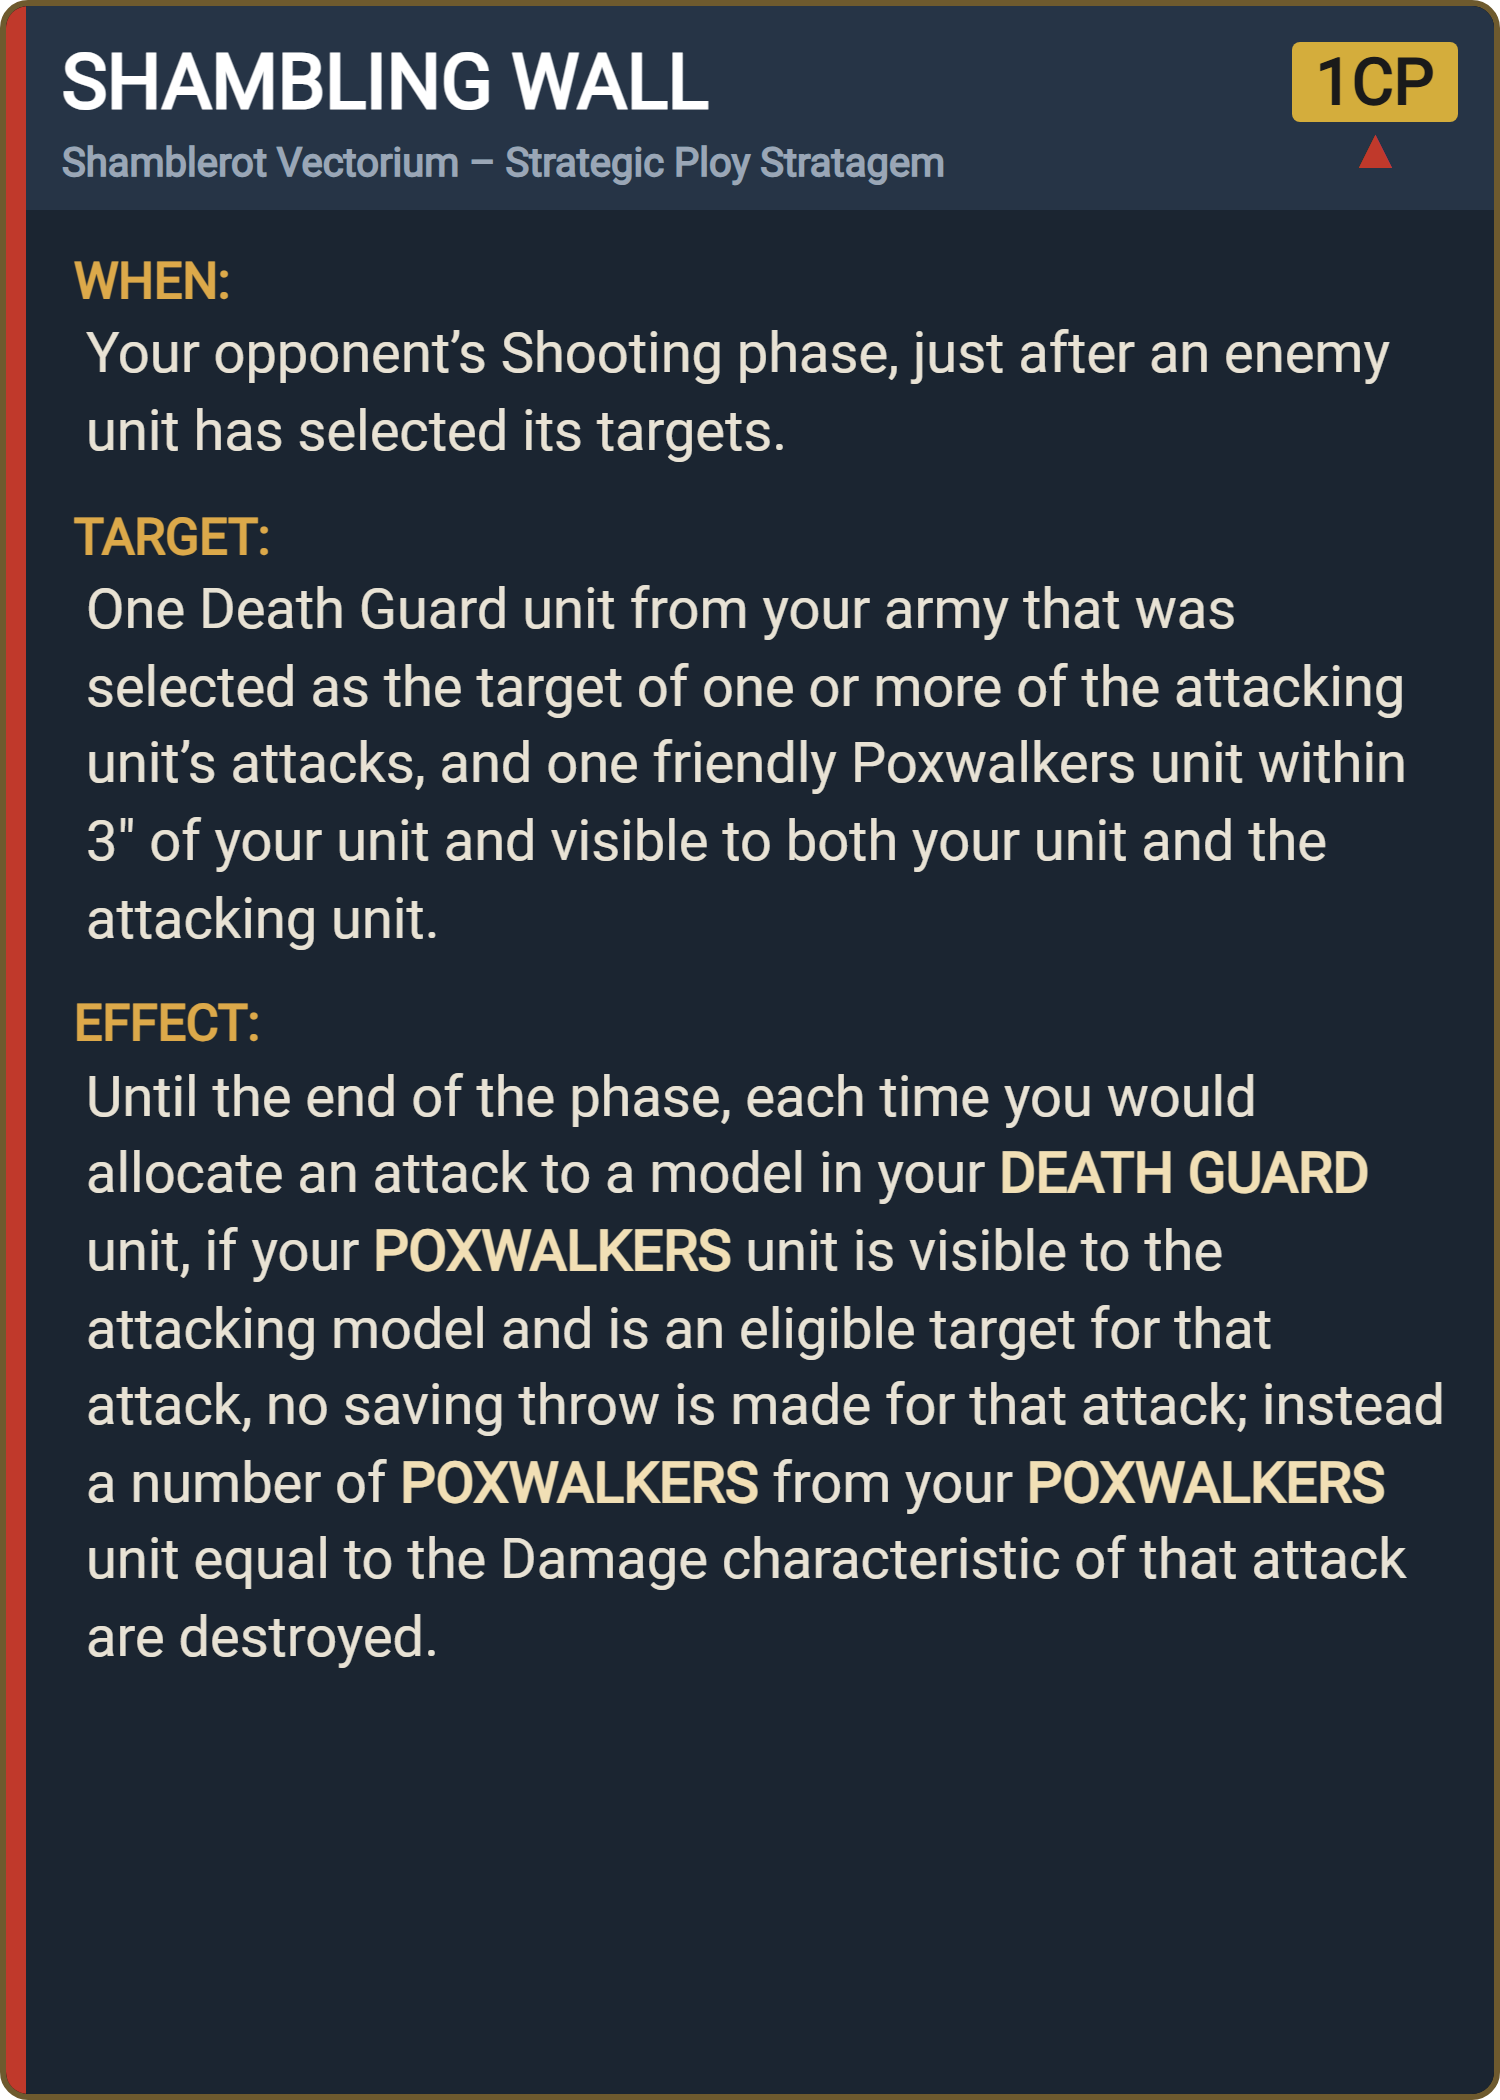 SHAMBLING WALL
1CP
Shamblerot Vectorium – Strategic Ploy Stratagem
WHEN:
Your opponent’s Shooting phase, just after an enemy
unit has selected its targets.
TARGET:
One Death Guard unit from your army that was
selected as the target of one or more of the attacking
unit’s attacks, and one friendly Poxwalkers unit within
3" of your unit and visible to both your unit and the
attacking unit.
EFFECT:
Until the end of the phase, each time you would
allocate an attack to a model in your DEATH GUARD
unit, if your POXWALKERS unit is visible to the
attacking model and is an eligible target for that
attack, no saving throw is made for that attack; instead
a number of POXWALKERS from your POXWALKERS
unit equal to the Damage characteristic of that attack
are destroyed.